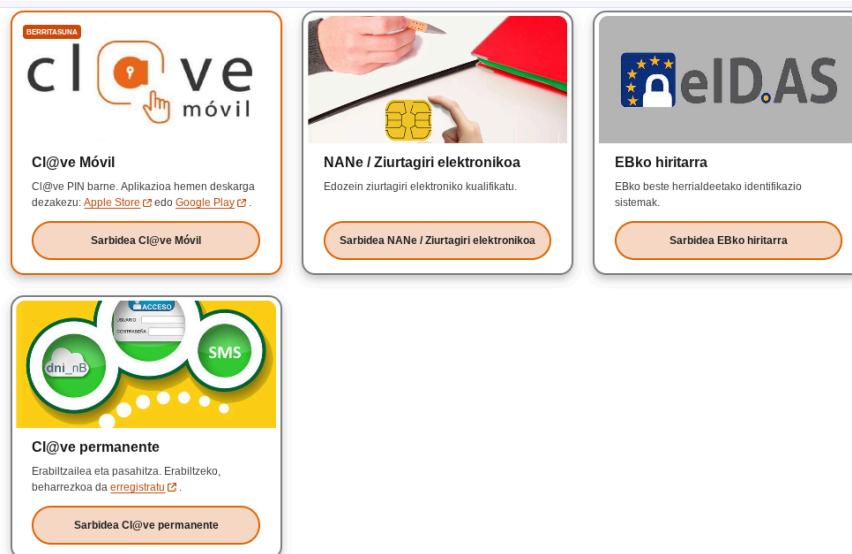 BERRITASUNA
cl@ve
móvil
Cl@ve Móvil
Cl@ve PIN barne. Aplikazioa hemen deskarga
dezakezu: Apple Store edo Google Play .
Sarbidea Cl@ve Móvil
NANe / Ziurtagiri elektronikoa
Edozein ziurtagiri elektroniko kualifikatu.
Sarbidea NANe / Ziurtagiri elektronikoa
eID.AS
EBko hiritarra
EBko beste herrialdeetako identifikazio
sistemak.
Sarbidea EBko hiritarra
ACCESO
USUARIO
CONTRASEÑA
dni_nB
SMS
Cl@ve permanente
Erabiltzailea eta pasahitza. Erabiltzeko,
beharrezkoa da erregistratu .
Sarbidea Cl@ve permanente